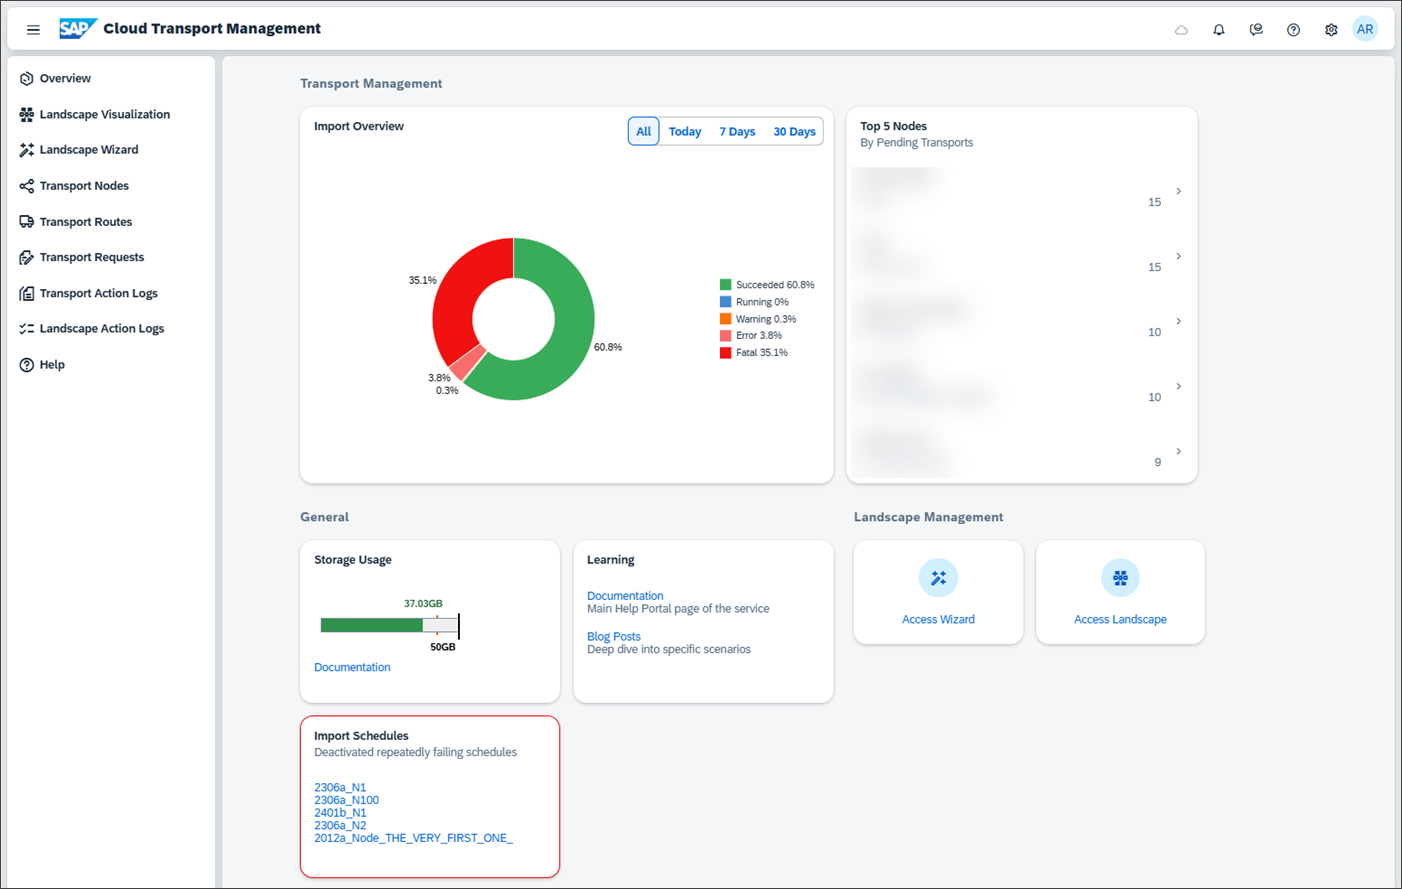 SAP Cloud Transport Management
AR
Overview
Landscape Visualization
Landscape Wizard
Transport Nodes
Transport Routes
Transport Requests
Transport Action Logs
Landscape Action Logs
Help
Transport Management
Import Overview
All Today 7 Days 30 Days
35.1%
60.8%
3.8%
0.3%
Succeeded 60.8%
Running 0%
Warning 0.3%
Error 3.8%
Fatal 35.1%
Top 5 Nodes
By Pending Transports
15
15
10
10
9
General
Storage Usage
37.03GB
50GB
Documentation
Learning
Documentation
Main Help Portal page of the service
Blog Posts
Deep dive into specific scenarios
Landscape Management
Access Wizard
Access Landscape
Import Schedules
Deactivated repeatedly failing schedules
2306a_N1
2306a_N100
2401b_N1
2306a_N2
2012a_Node_THE_VERY_FIRST_ONE_